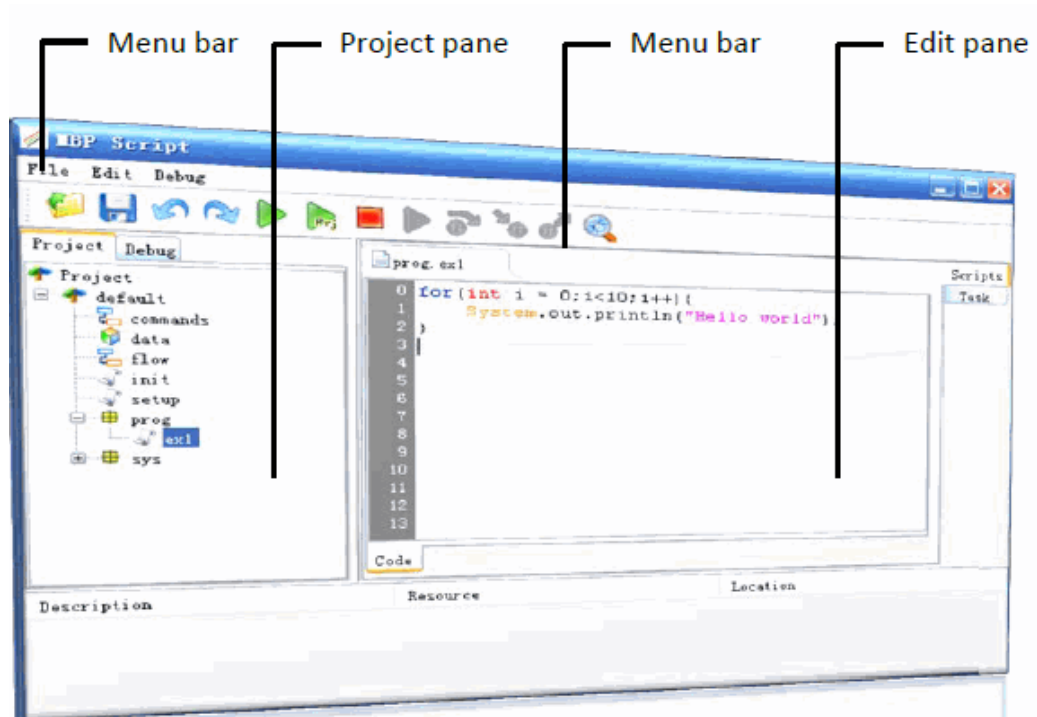 Menu bar
Project pane
Menu bar
Edit pane
MBP Script
File Edit Debug
Prj
Project Debug
Project
default
commands
data
flow
init
setup
prog
ex1
sys
prog.ex1
0 for(int i = 0;i<10;i++){
1 System.out.println("Hello world")
2 }
3
4
5
6
7
8
9
10
11
12
13
Code
Scripts
Task
Description Resource Location